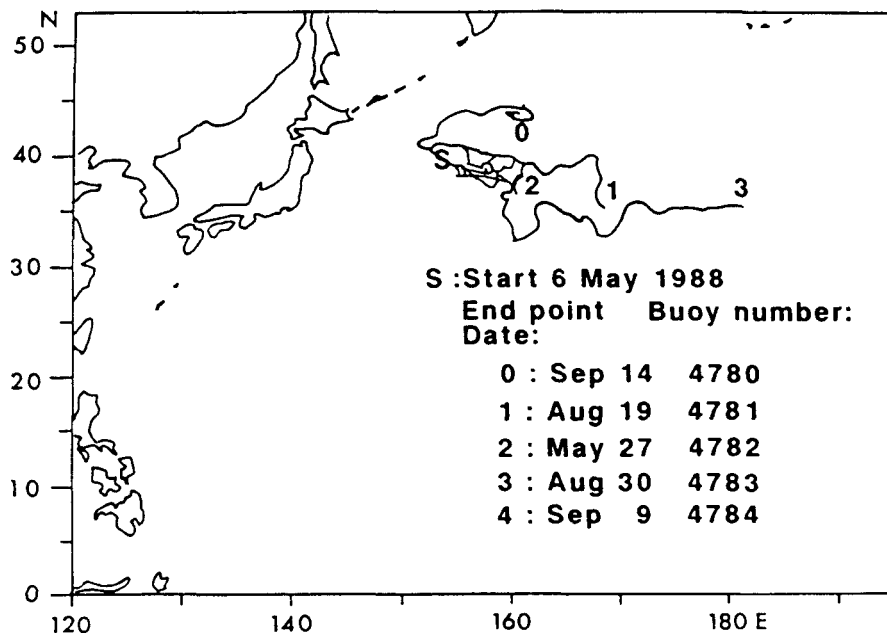 N
50
40
30
20
10
0
120
140
160
180 E
0
S
2
1
3
S :Start 6 May 1988
End point Buoy number:
Date:
0 : Sep 14 4780
1 : Aug 19 4781
2 : May 27 4782
3 : Aug 30 4783
4 : Sep 9 4784